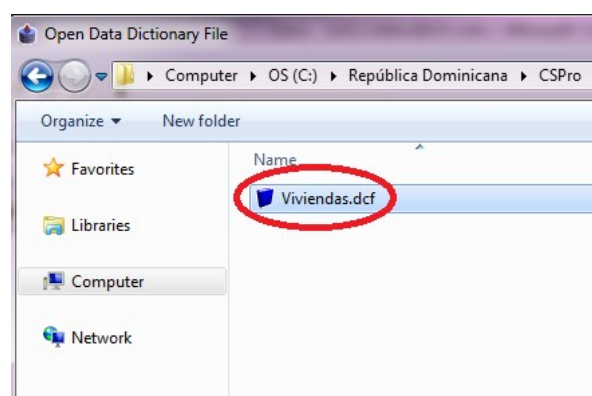 Open Data Dictionary File
Computer OS (C:) República Dominicana CSPro
Organize New folder
Favorites
Libraries
Computer
Network
Name
Viviendas.dcf